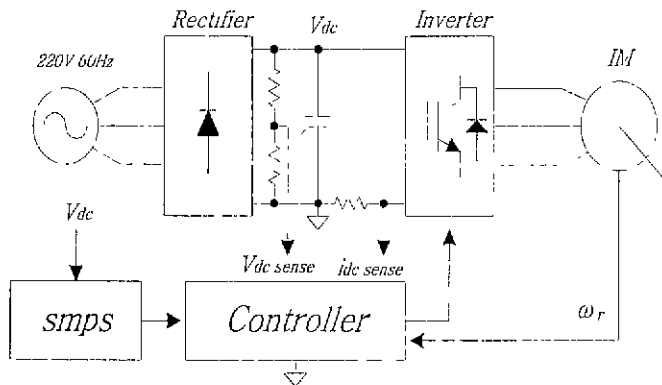 Rectifier
Vdc
Inverter
220V 60Hz
IM
Vdc
Vdc sense
idc sense
smps
Controller
ωr